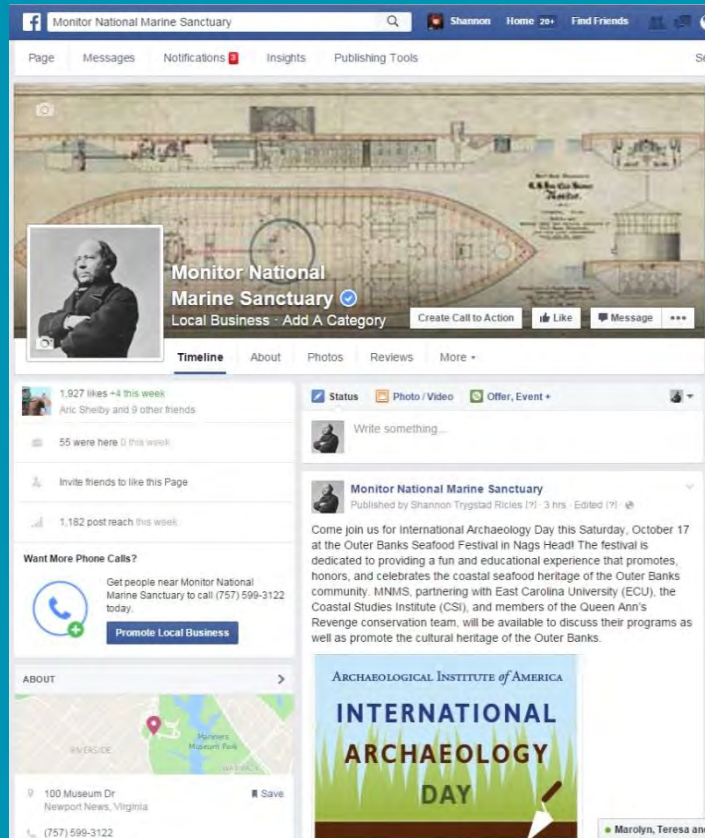 Monitor National Marine Sanctuary
Shannon Home 20+ Find Friends
Page Messages Notifications 3 Insights Publishing Tools Se
Monitor National
Marine Sanctuary
Local Business · Add A Category
Create Call to Action Like Message
Timeline About Photos Reviews More
1,927 likes +4 this week
Aric Shelby and 9 other friends
55 were here 0 this week
Invite friends to like this Page
1,182 post reach this week
Want More Phone Calls?
Get people near Monitor National
Marine Sanctuary to call (757) 599-3122
today.
Promote Local Business
ABOUT
RIVERSIDE
Mariners
Museum Park
100 Museum Dr
Newport News, Virginia
Save
(757) 599-3122
Status Photo / Video Offer, Event +
Write something...
Monitor National Marine Sanctuary
Published by Shannon Trygstad Ricles [?] · 3 hrs · Edited [?] ·
Come join us for International Archaeology Day this Saturday, October 17
at the Outer Banks Seafood Festival in Nags Head! The festival is
dedicated to providing a fun and educational experience that promotes,
honors, and celebrates the coastal seafood heritage of the Outer Banks
community. MNMS, partnering with East Carolina University (ECU), the
Coastal Studies Institute (CSI), and members of the Queen Ann's
Revenge conservation team, will be available to discuss their programs as
well as promote the cultural heritage of the Outer Banks.
ARCHAEOLOGICAL INSTITUTE of AMERICA
INTERNATIONAL
ARCHAEOLOGY
DAY
Marolyn, Teresa and